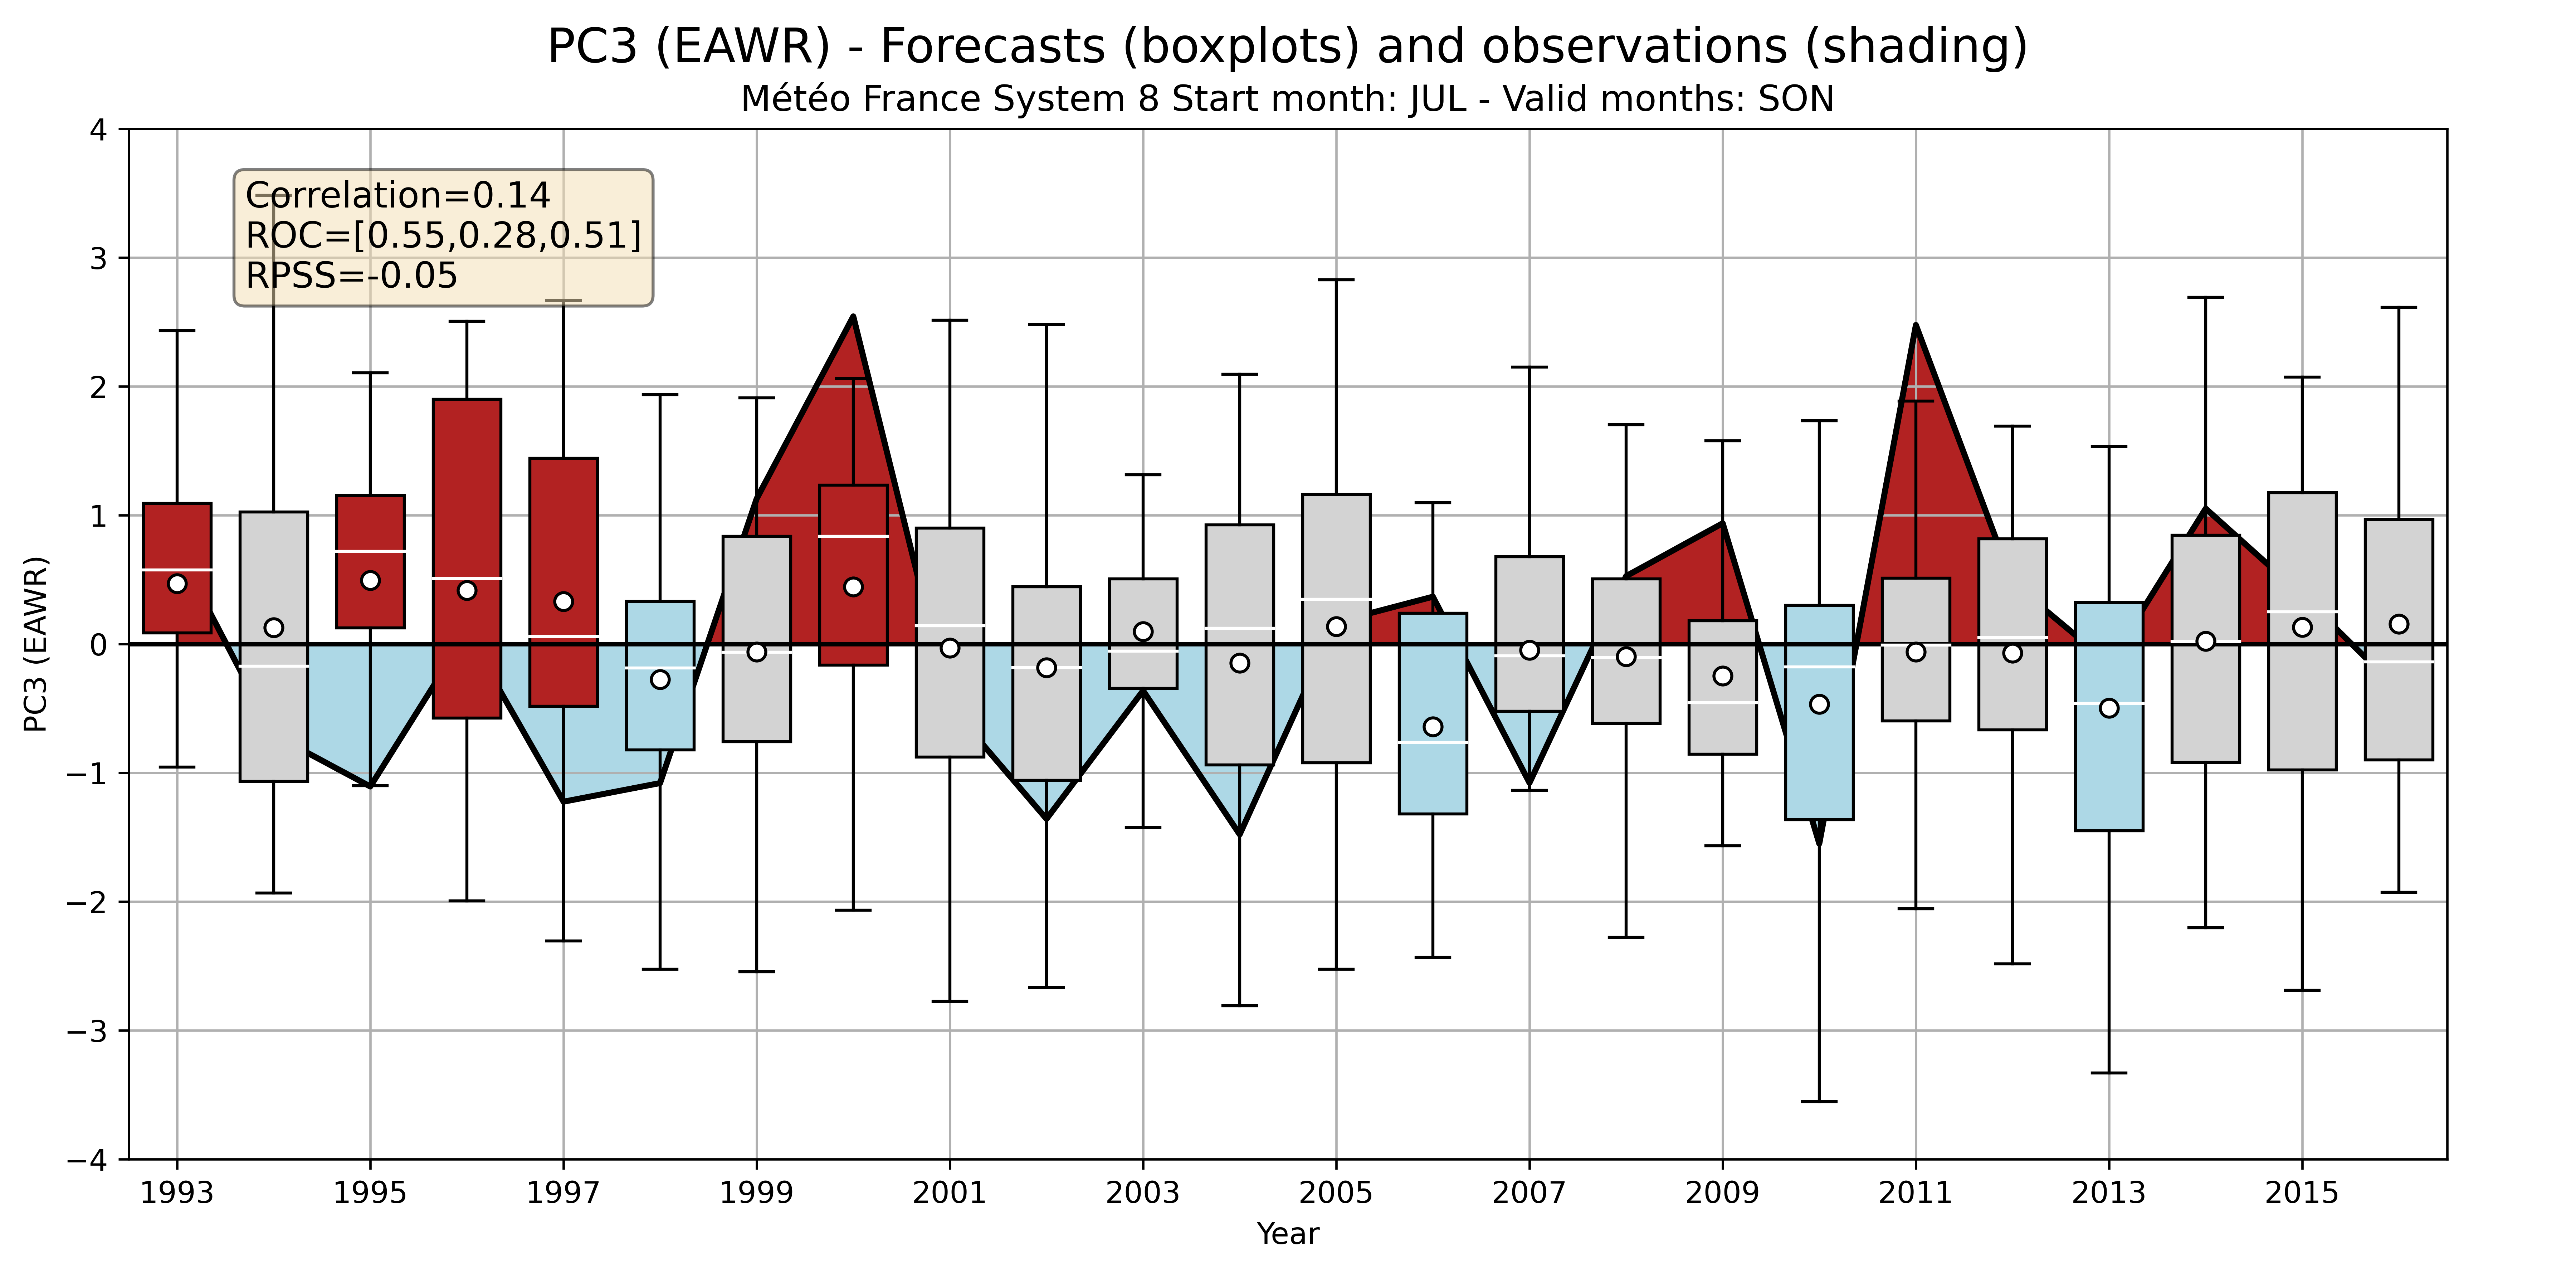 PC3 (EAWR) - Forecasts (boxplots) and observations (shading)
Météo France System 8 Start month: JUL - Valid months: SON
Correlation=0.14
ROC=[0.55,0.28,0.51]
RPSS=-0.05
PC3 (EAWR)
4
3
2
1
0
−1
−2
−3
−4
1993 1995 1997 1999 2001 2003 2005 2007 2009 2011 2013 2015
Year